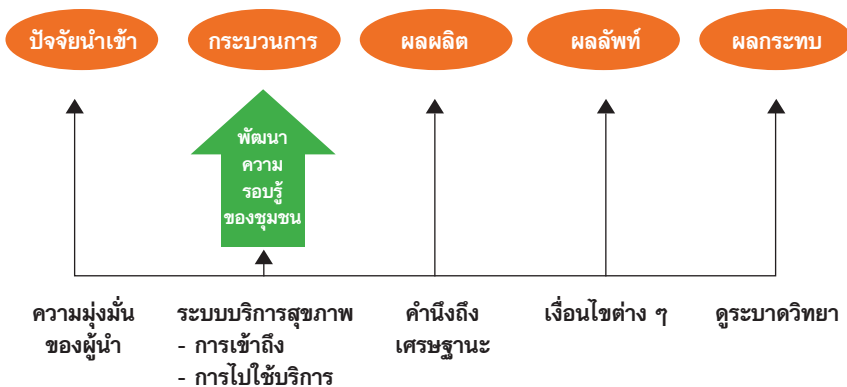 ปัจจัยนำเข้า
กระบวนการ
ผลผลิต
ผลลัพท์
ผลกระทบ
พัฒนา
ความ
รอบรู้
ของชุมชน
ความมุ่งมั่น
ของผู้นำ
ระบบบริการสุขภาพ
- การเข้าถึง
- การไปใช้บริการ
คำนึงถึง
เศรษฐานะ
เงื่อนไขต่าง ๆ
ดูระบาดวิทยา